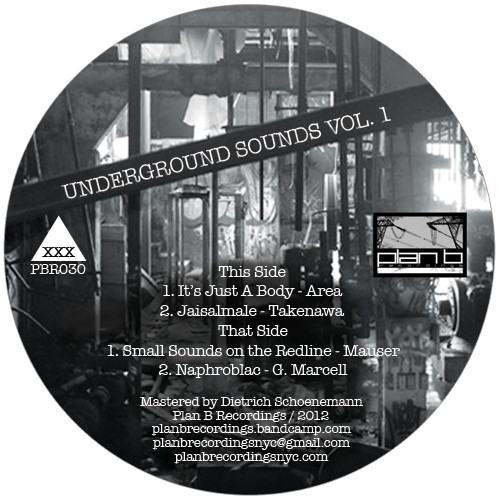 UNDERGROUND SOUNDS VOL. 1
XXX
PBR030
plan b
This Side
1. It's Just A Body - Area
2. Jaisalmale - Takenawa
That Side
1. Small Sounds on the Redline - Mauser
2. Naphroblac - G. Marcell
Mastered by Dietrich Schoenemann
Plan B Recordings / 2012
planbrecordings.bandcamp.com
planbrecordingsnyc@gmail.com
planbrecordingsnyc.com